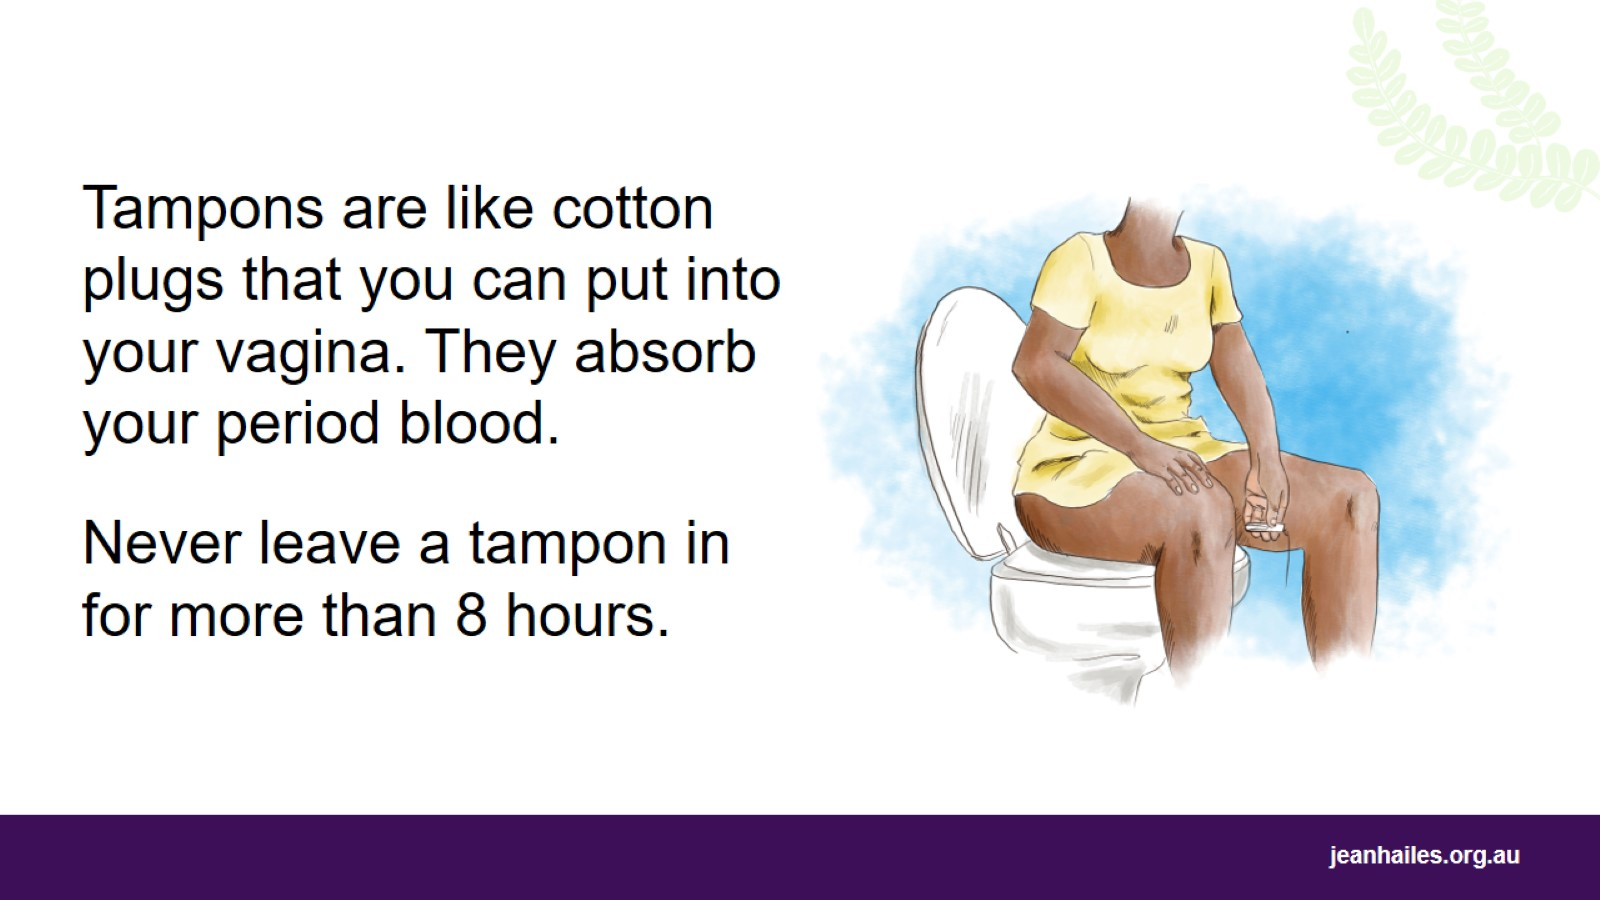 Tampons are like cotton
plugs that you can put into
your vagina. They absorb
your period blood.
Never leave a tampon in
for more than 8 hours.
jeanhailes.org.au